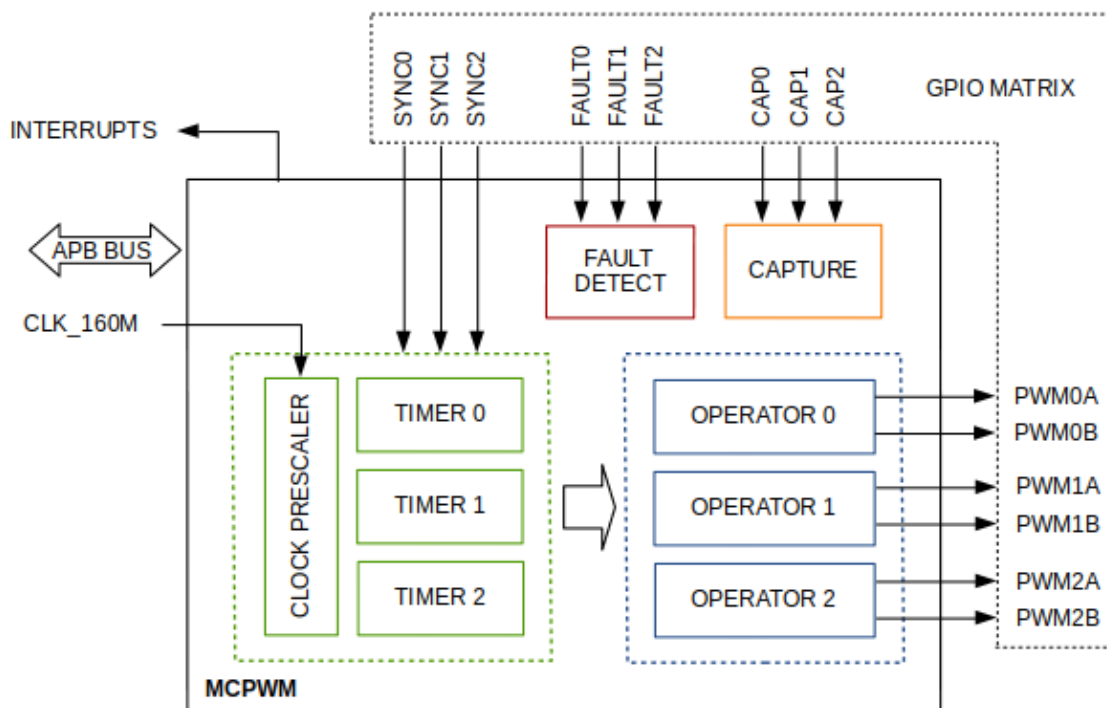 SYNC0
SYNC1
SYNC2
FAULT0
FAULT1
FAULT2
CAP0
CAP1
CAP2
GPIO MATRIX
INTERRUPTS
APB BUS
FAULT
DETECT
CAPTURE
CLK_160M
CLOCK PRESCALER
TIMER 0
TIMER 1
TIMER 2
OPERATOR 0
OPERATOR 1
OPERATOR 2
PWM0A
PWM0B
PWM1A
PWM1B
PWM2A
PWM2B
MCPWM